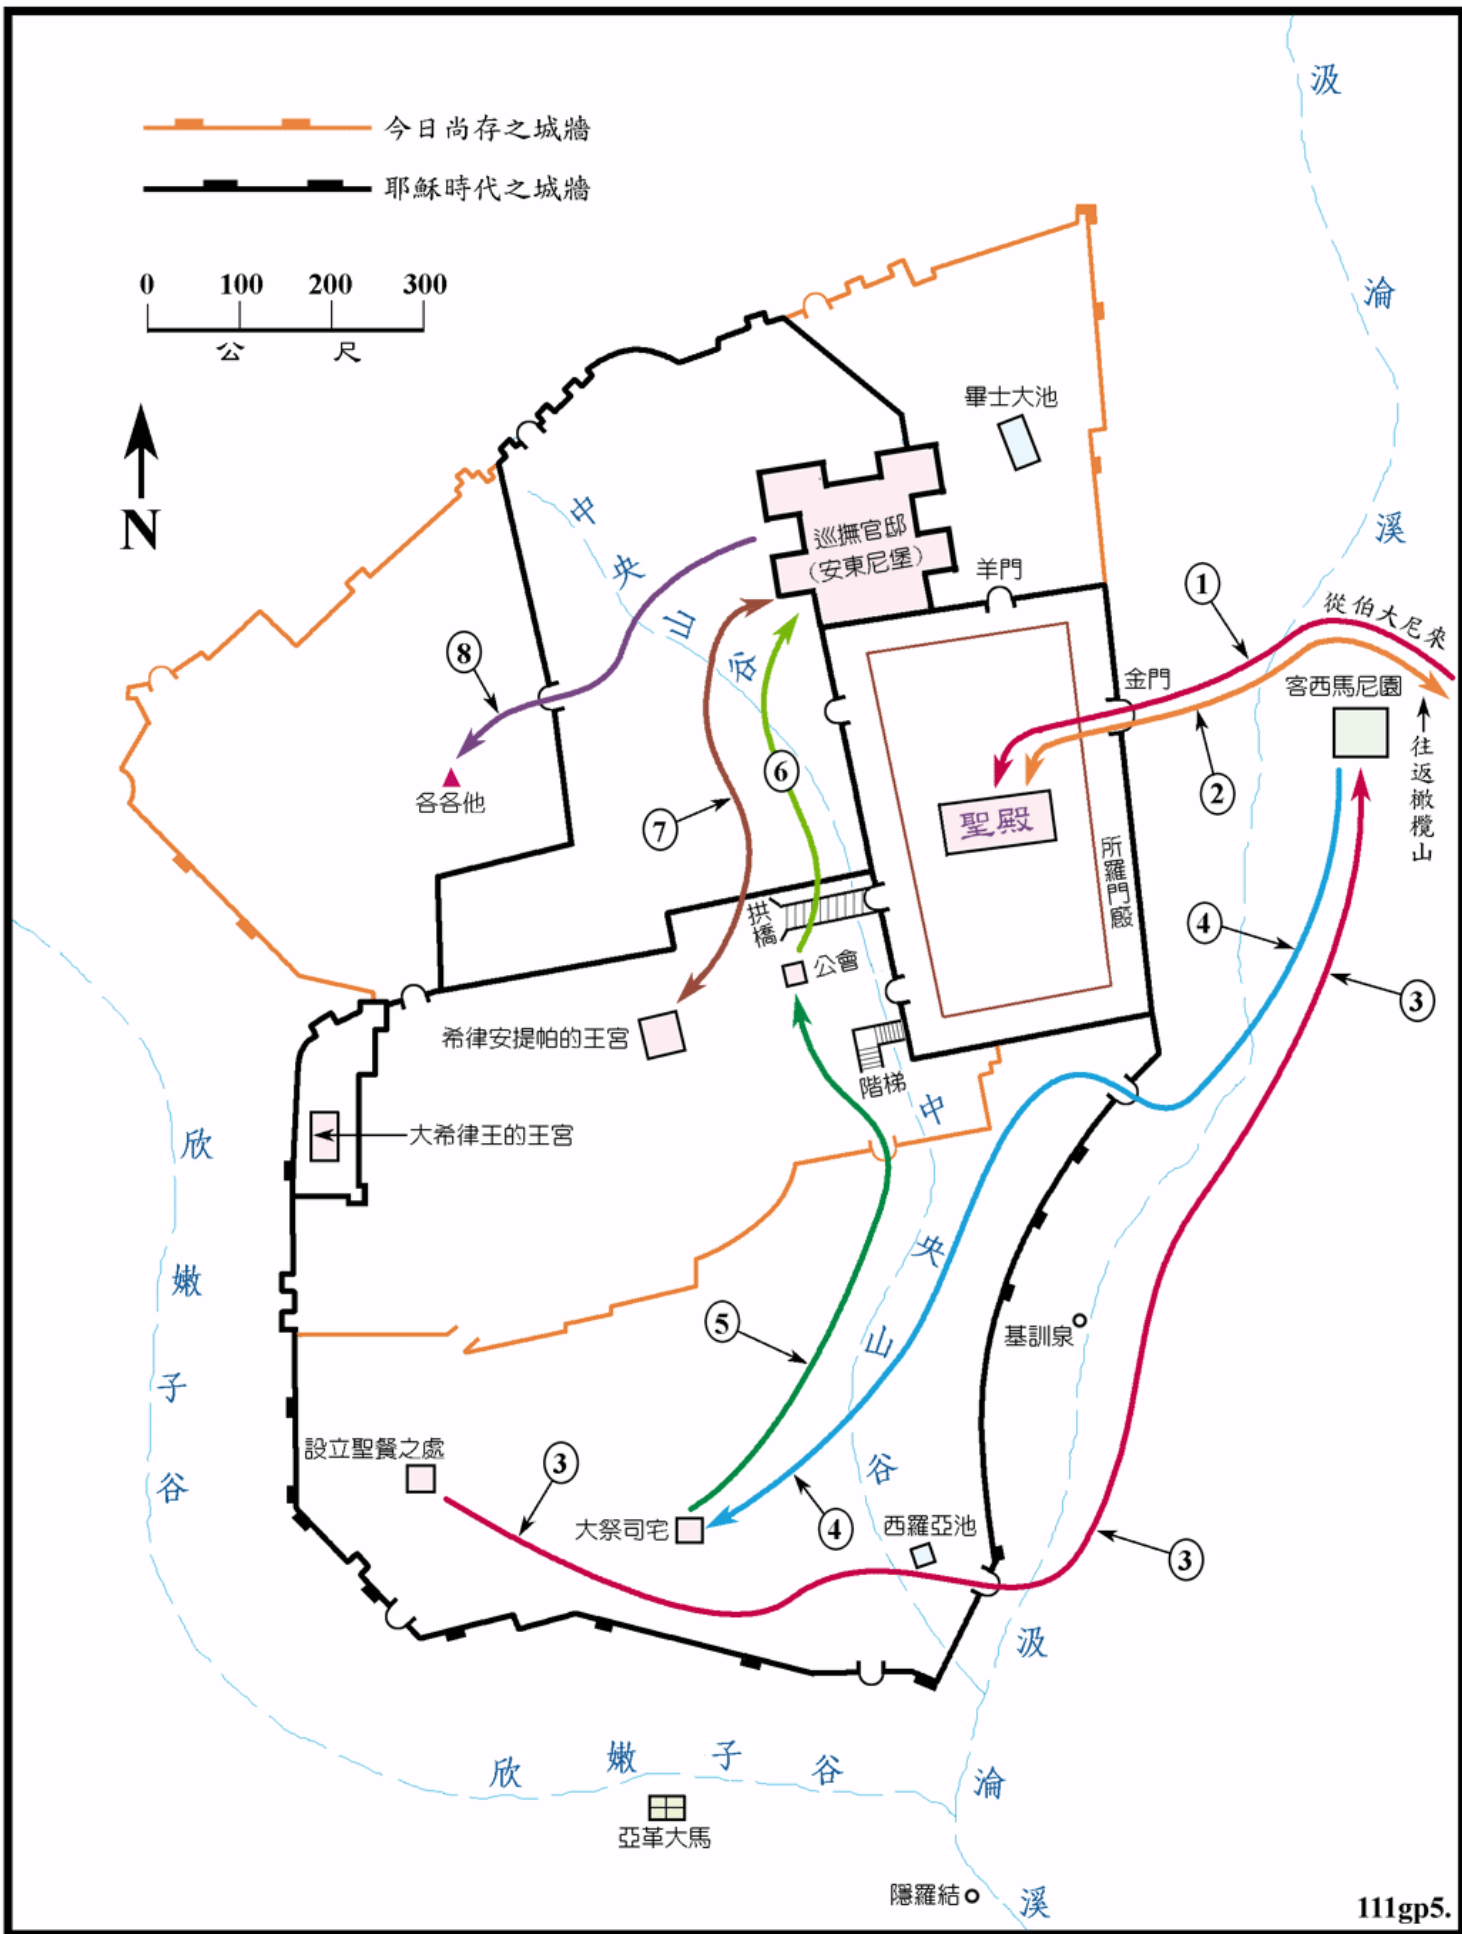 今日尚存之城牆
耶穌時代之城牆
0 100 200 300
公 尺
N
汲
淪
溪
畢士大池
中
央
山
谷
巡撫官邸
(安東尼堡)
羊門
①
從伯大尼來
金門
客西馬尼園
⑧
往返橄欖山
②
各各他
⑥
⑦
聖殿
所羅門廊
拱橋
公會
④
③
希律安提帕的王宮
階梯
大希律王的王宮
中
央
山
谷
欣
嫩
子
谷
⑤
基訓泉
設立聖餐之處
③
大祭司宅
④
西羅亞池
③
汲
淪
溪
欣 嫩 子 谷
亞革大馬
隱羅結
111gp5.